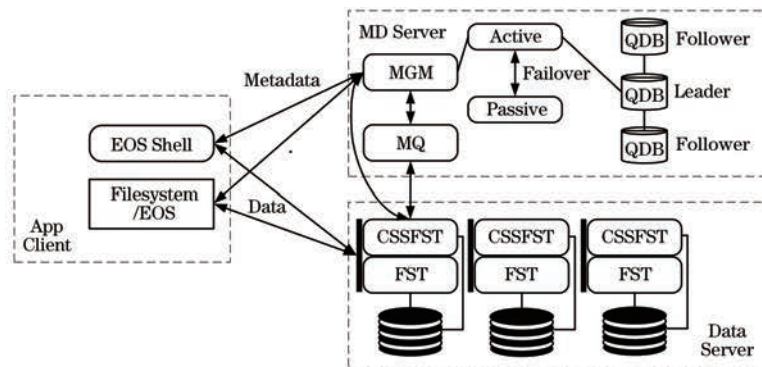 MD Server
MGM
MQ
Active
Failover
Passive
QDB
Follower
QDB
Leader
QDB
Follower
Metadata
EOS Shell
Filesystem
/EOS
Data
App
Client
CSSFST
FST
CSSFST
FST
CSSFST
FST
Data
Server